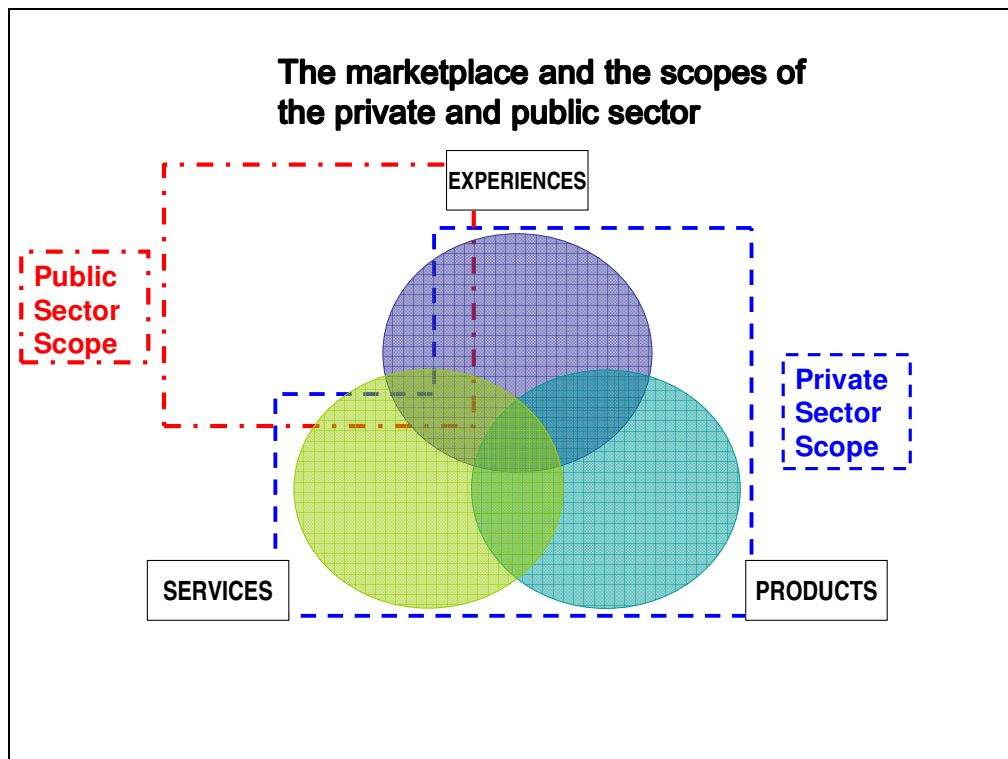 The marketplace and the scopes of
the private and public sector
EXPERIENCES
Public
Sector
Scope
Private
Sector
Scope
SERVICES
PRODUCTS